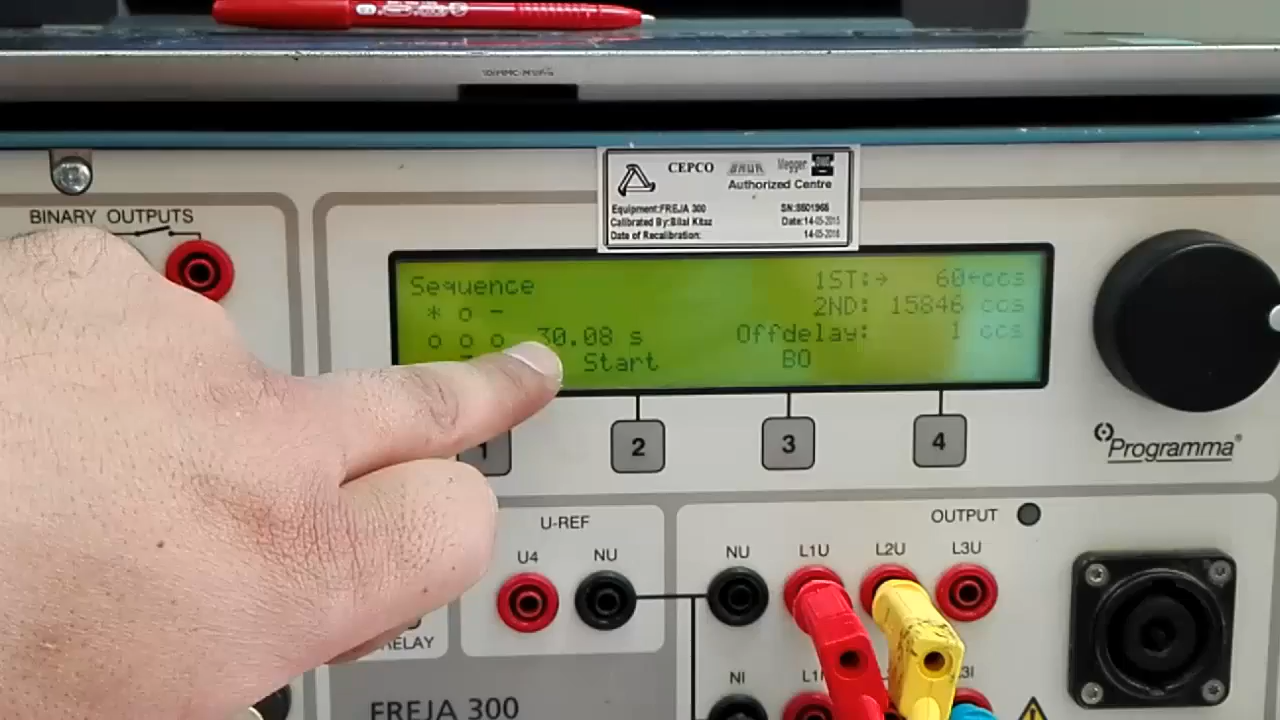 CEPCO BAUR Megger
Authorized Centre
Equipment:FREJA 300 SN:8601966
Calibrated By:Bilal Kitaz Date:14-05-2015
Date of Recalibration: 14-05-2016
BINARY OUTPUTS
Sequence 1ST:→ 60←ccs
* o - 2ND: 15846 ccs
o o o 30.08 s Offdelay: 1 ccs
Start BO
1 2 3 4
Programma®
OUTPUT
U-REF
U4 NU NU L1U L2U L3U
RELAY
NI
FREJA 300